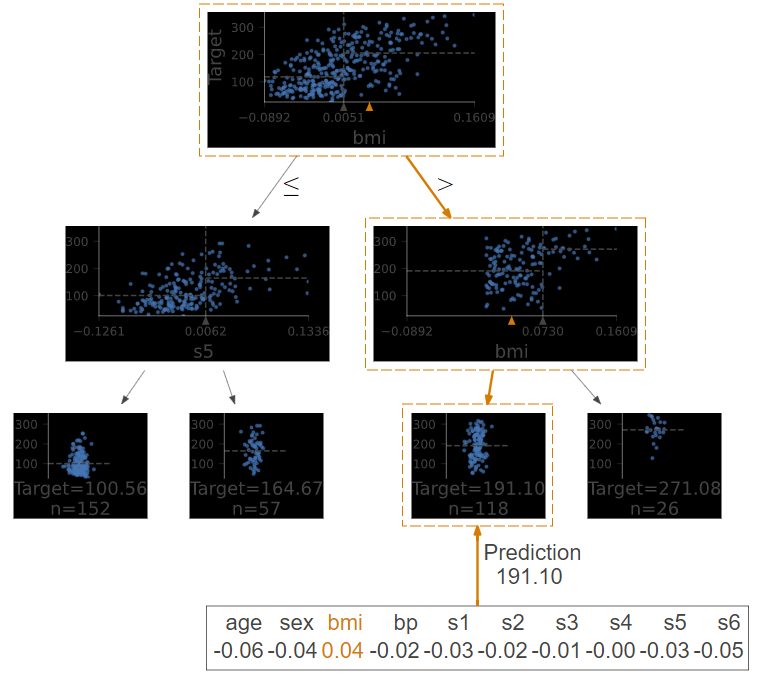 Target
300
200
100
−0.0892 0.0051 0.1609
bmi
≤ >
300
200
100
−0.1261 0.0062 0.1336
s5
300
200
100
−0.0892 0.0730 0.1609
bmi
300
200
100
Target=100.56
n=152
300
200
100
Target=164.67
n=57
300
200
100
Target=191.10
n=118
300
200
100
Target=271.08
n=26
Prediction
191.10
age sex bmi bp s1 s2 s3 s4 s5 s6
-0.06 -0.04 0.04 -0.02 -0.03 -0.02 -0.01 -0.00 -0.03 -0.05